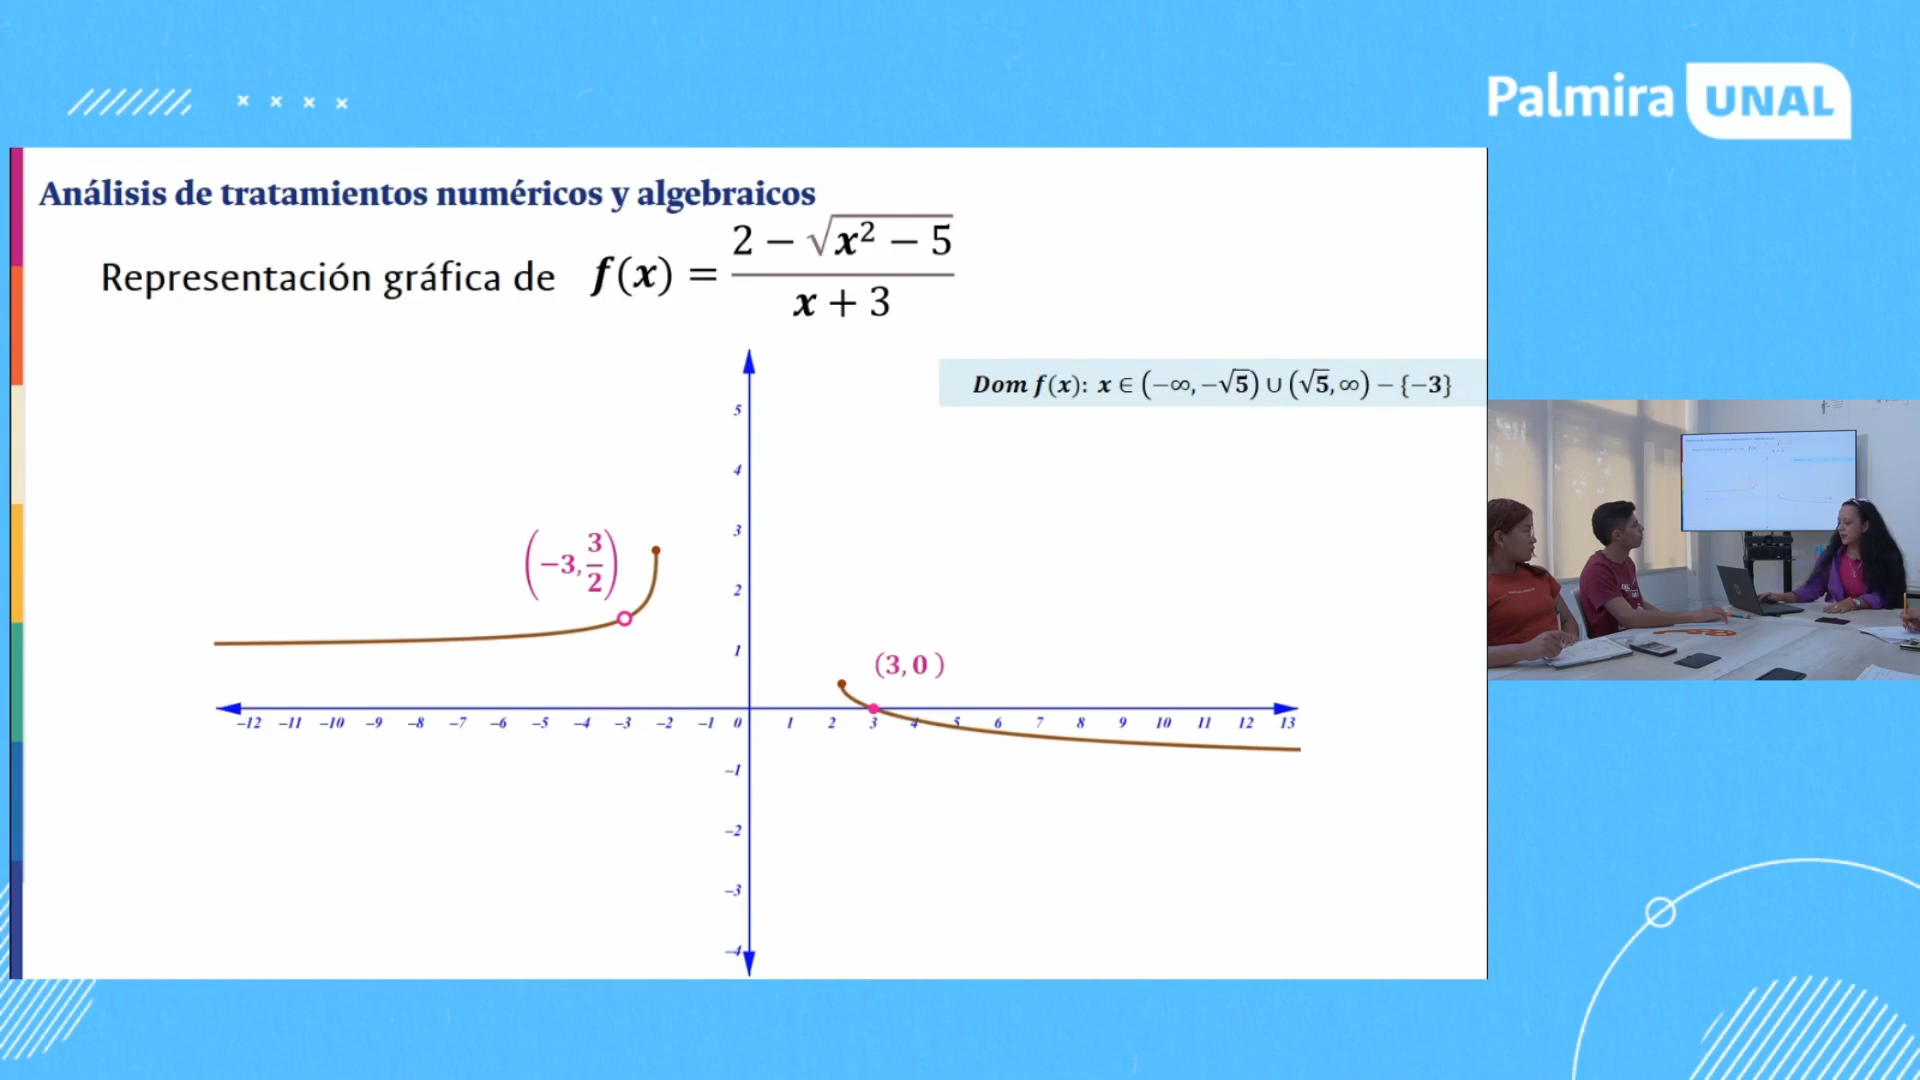 Palmira UNAL
Análisis de tratamientos numéricos y algebraicos
Representación gráfica de f(x) = \frac{2 − √(x² − 5)}{x + 3}
Dom f(x): x ∈ (−∞, −√5) ∪ (√5, ∞) − {−3}
5
4
3
(−3, 3/2)
2
1
(3, 0 )
−12 −11 −10 −9 −8 −7 −6 −5 −4 −3 −2 −1 0 1 2 3 4 5 6 7 8 9 10 11 12 13
−1
−2
−3
−4